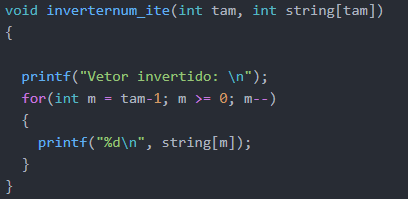 void inverternum_ite(int tam, int string[tam])
{
printf("Vetor invertido: \n");
for(int m = tam-1; m >= 0; m--)
{
printf("%d\n", string[m]);
}
}